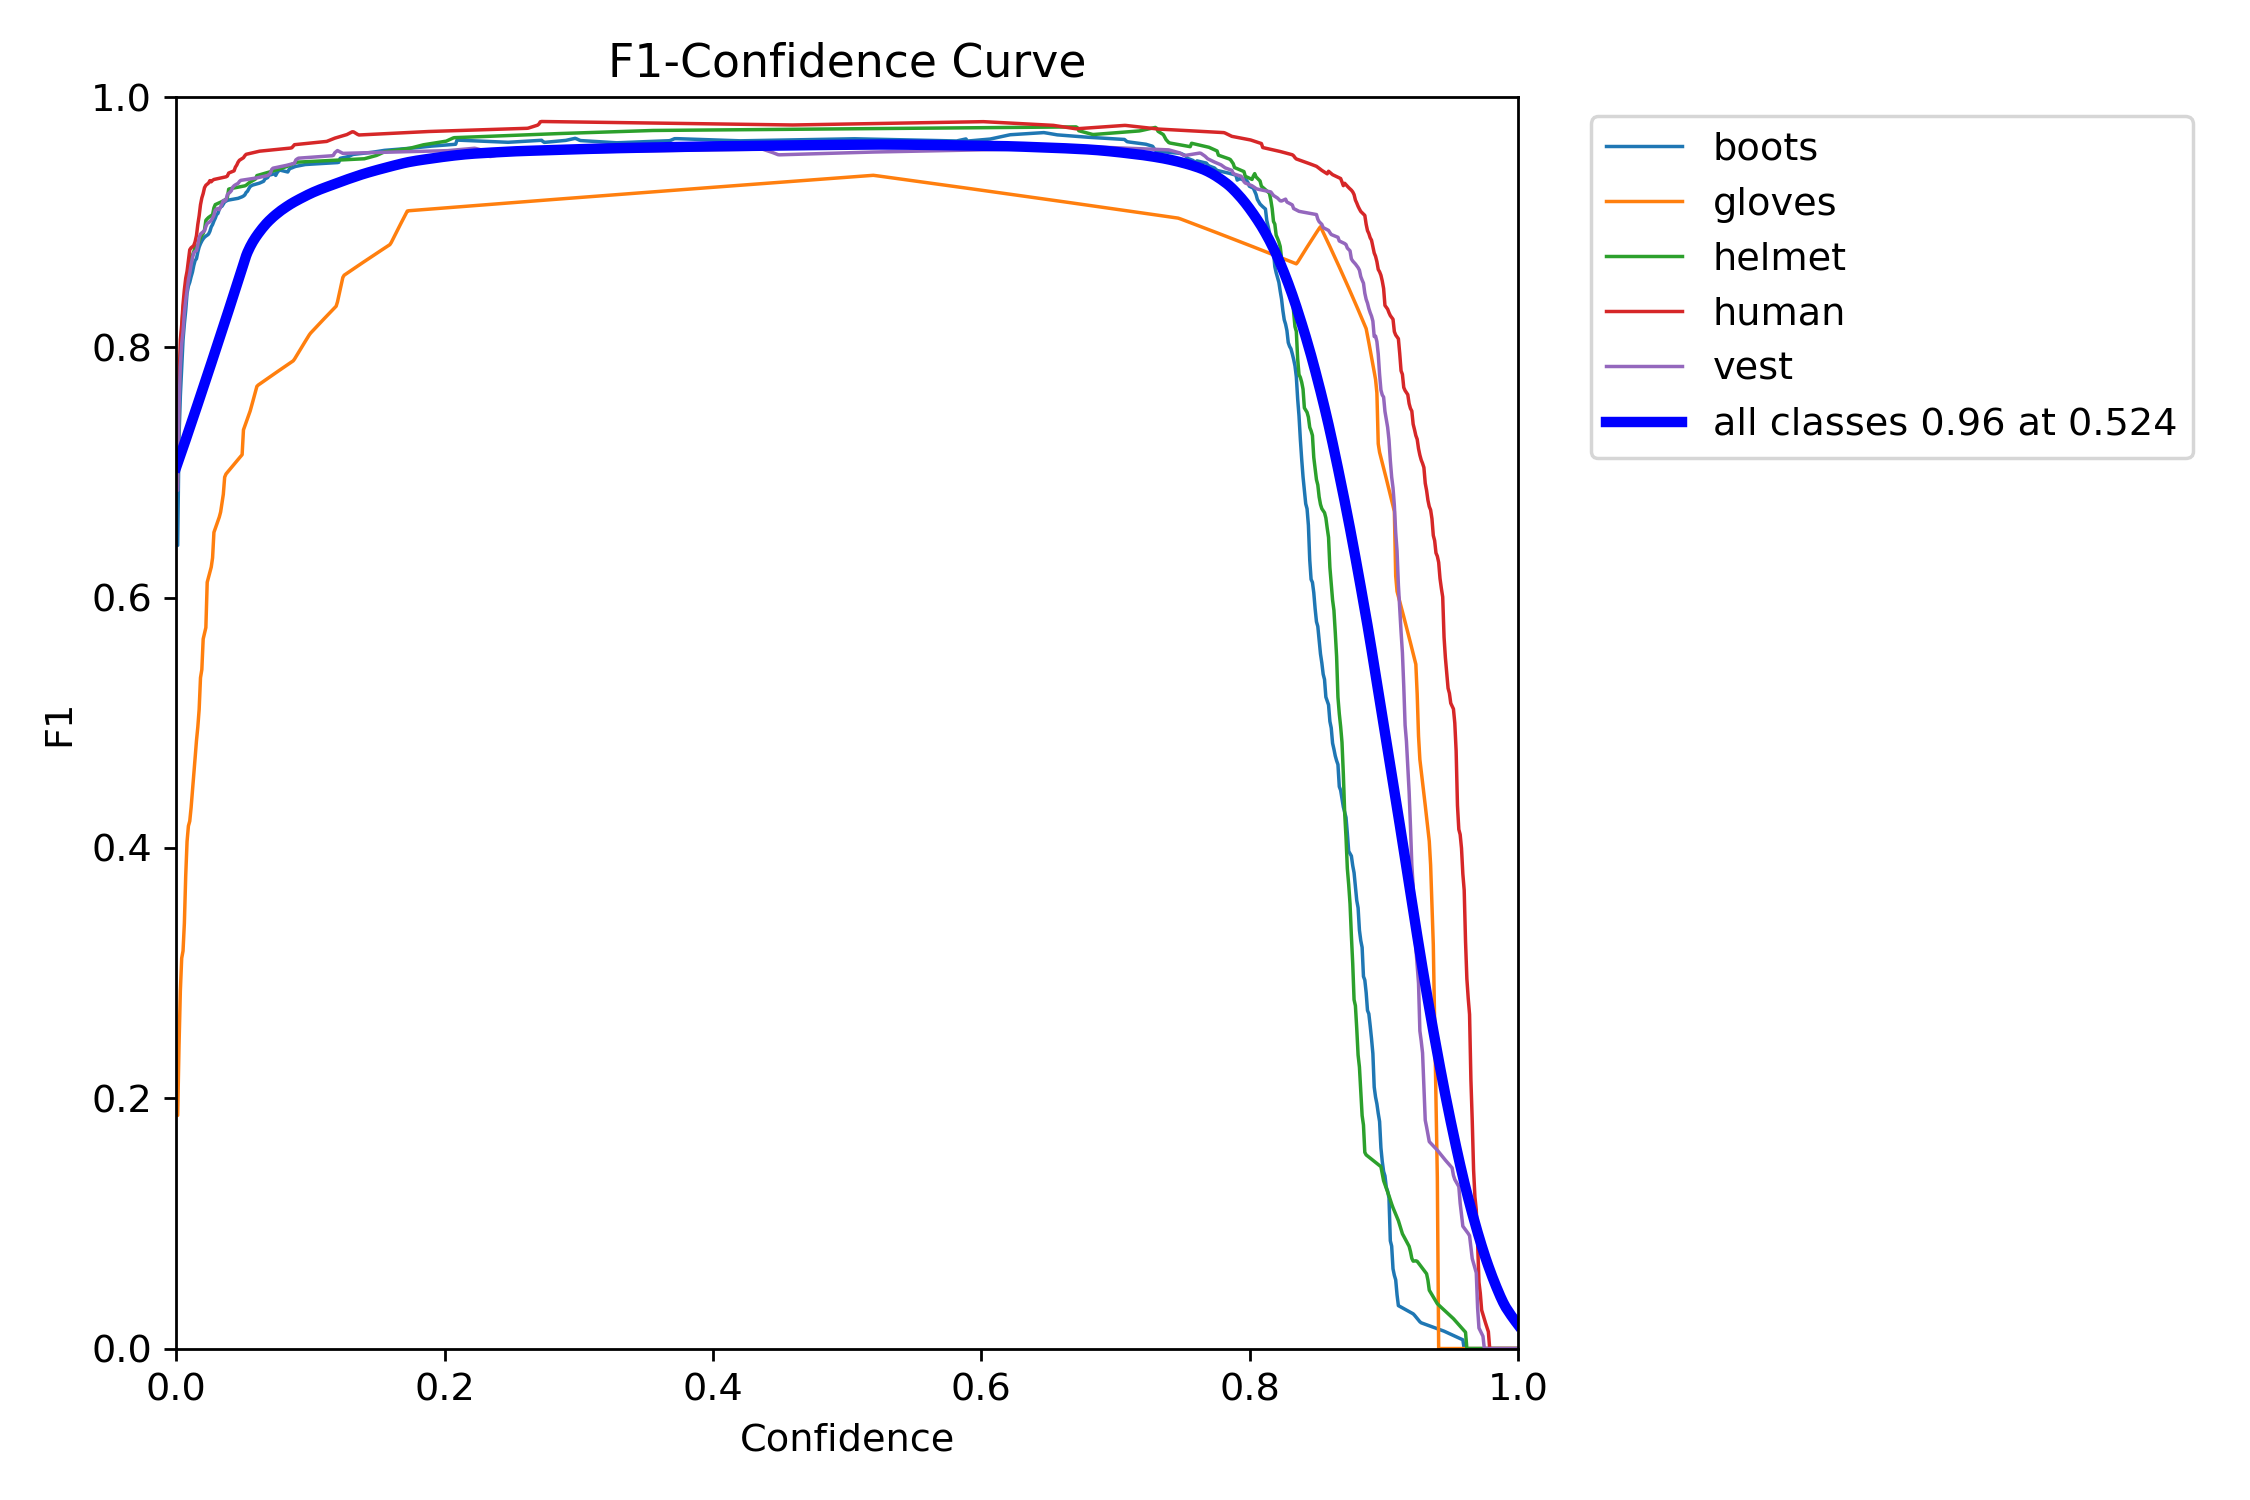 F1-Confidence Curve
1.0
0.8
0.6
0.4
0.2
0.0
F1
0.0 0.2 0.4 0.6 0.8 1.0
Confidence
boots
gloves
helmet
human
vest
all classes 0.96 at 0.524